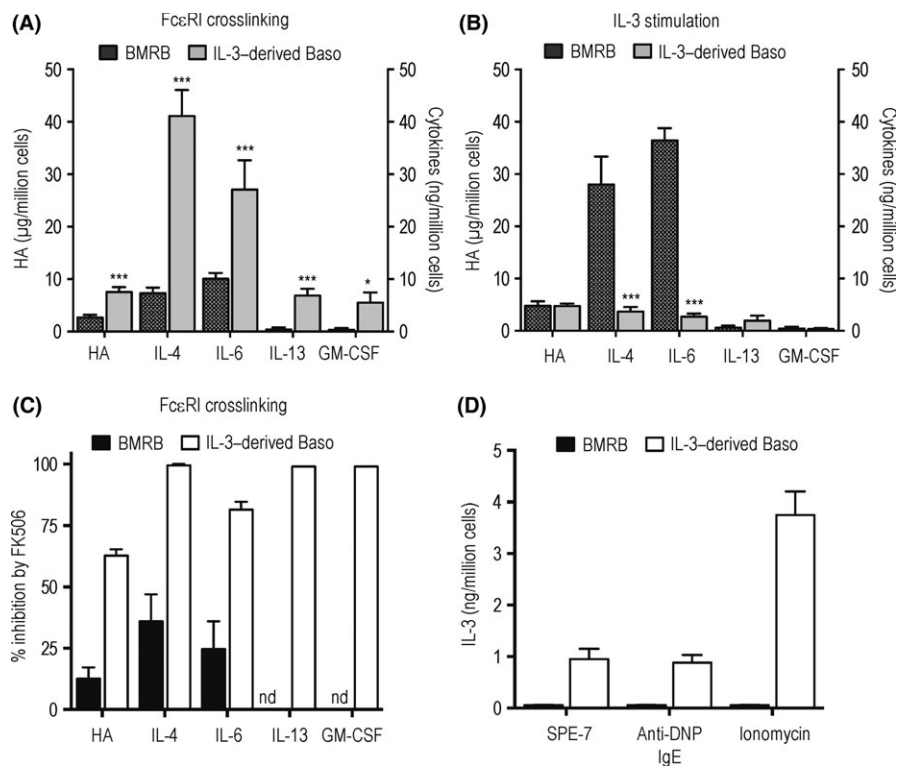 (A)
FcεRI crosslinking
BMRB
IL-3–derived Baso
HA (µg/million cells)
50
40
30
20
10
0
***
***
***
***
*
50
40
30
20
10
0
Cytokines (ng/million cells)
HA
IL-4
IL-6
IL-13
GM-CSF
(B)
IL-3 stimulation
BMRB
IL-3–derived Baso
HA (µg/million cells)
50
40
30
20
10
0
***
***
50
40
30
20
10
0
Cytokines (ng/million cells)
HA
IL-4
IL-6
IL-13
GM-CSF
(C)
FcεRI crosslinking
BMRB
IL-3–derived Baso
% inhibition by FK506
100
75
50
25
0
nd
nd
HA
IL-4
IL-6
IL-13
GM-CSF
(D)
BMRB
IL-3–derived Baso
IL-3 (ng/million cells)
5
4
3
2
1
0
SPE-7
Anti-DNP
IgE
Ionomycin